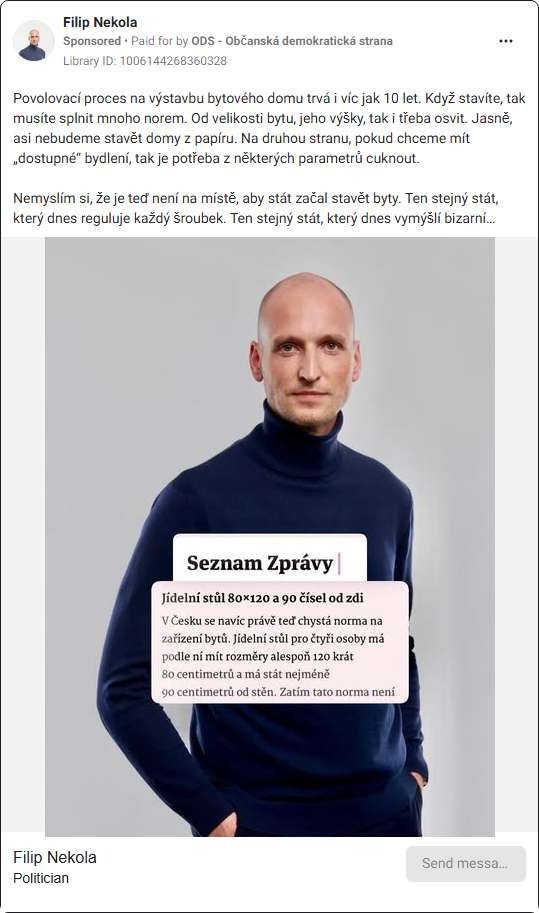 Filip Nekola
Sponsored • Paid for by ODS - Občanská demokratická strana
Library ID: 1006144268360328
Povolovací proces na výstavbu bytového domu trvá i víc jak 10 let. Když stavíte, tak
musíte splnit mnoho norem. Od velikosti bytu, jeho výšky, tak i třeba osvit. Jasně,
asi nebudeme stavět domy z papíru. Na druhou stranu, pokud chceme mít
„dostupné“ bydlení, tak je potřeba z některých parametrů cuknout.
Nemyslím si, že je teď není na místě, aby stát začal stavět byty. Ten stejný stát,
který dnes reguluje každý šroubek. Ten stejný stát, který dnes vymýšlí bizarní...
Seznam Zprávy
Jídelní stůl 80×120 a 90 čísel od zdi
V Česku se navíc právě teď chystá norma na
zařízení bytů. Jídelní stůl pro čtyři osoby má
podle ní mít rozměry alespoň 120 krát
80 centimetrů a má stát nejméně
90 centimetrů od stěn. Zatím tato norma není
Filip Nekola
Politician
Send messa...